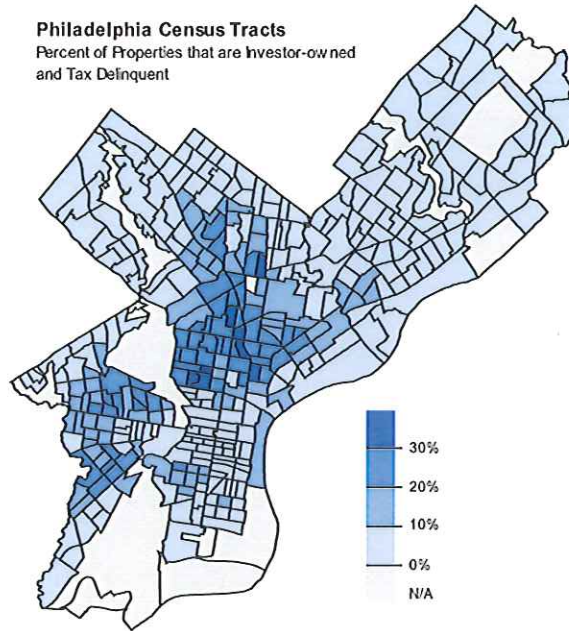 Philadelphia Census Tracts
Percent of Properties that are Investor-owned
and Tax Delinquent
30%
20%
10%
0%
N/A